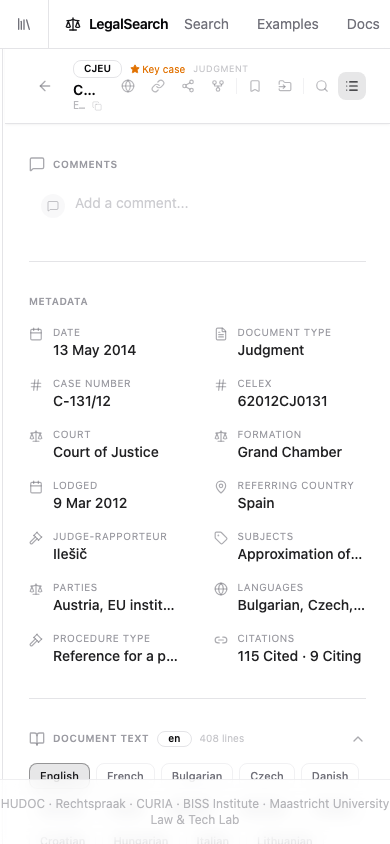 LegalSearch Search Examples Docs
CJEU Key case JUDGMENT
C...
E...
COMMENTS
Add a comment...
METADATA
DATE
13 May 2014
DOCUMENT TYPE
Judgment
CASE NUMBER
C-131/12
CELEX
62012CJ0131
COURT
Court of Justice
FORMATION
Grand Chamber
LODGED
9 Mar 2012
REFERRING COUNTRY
Spain
JUDGE-RAPPORTEUR
Ilešič
SUBJECTS
Approximation of...
PARTIES
Austria, EU instit...
LANGUAGES
Bulgarian, Czech,...
PROCEDURE TYPE
Reference for a p...
CITATIONS
115 Cited · 9 Citing
DOCUMENT TEXT en 408 lines
English French Bulgarian Czech Danish
HUDOC · Rechtspraak · CURIA · BISS Institute · Maastricht University
Law & Tech Lab
Croatian Hungarian Italian Lithuanian